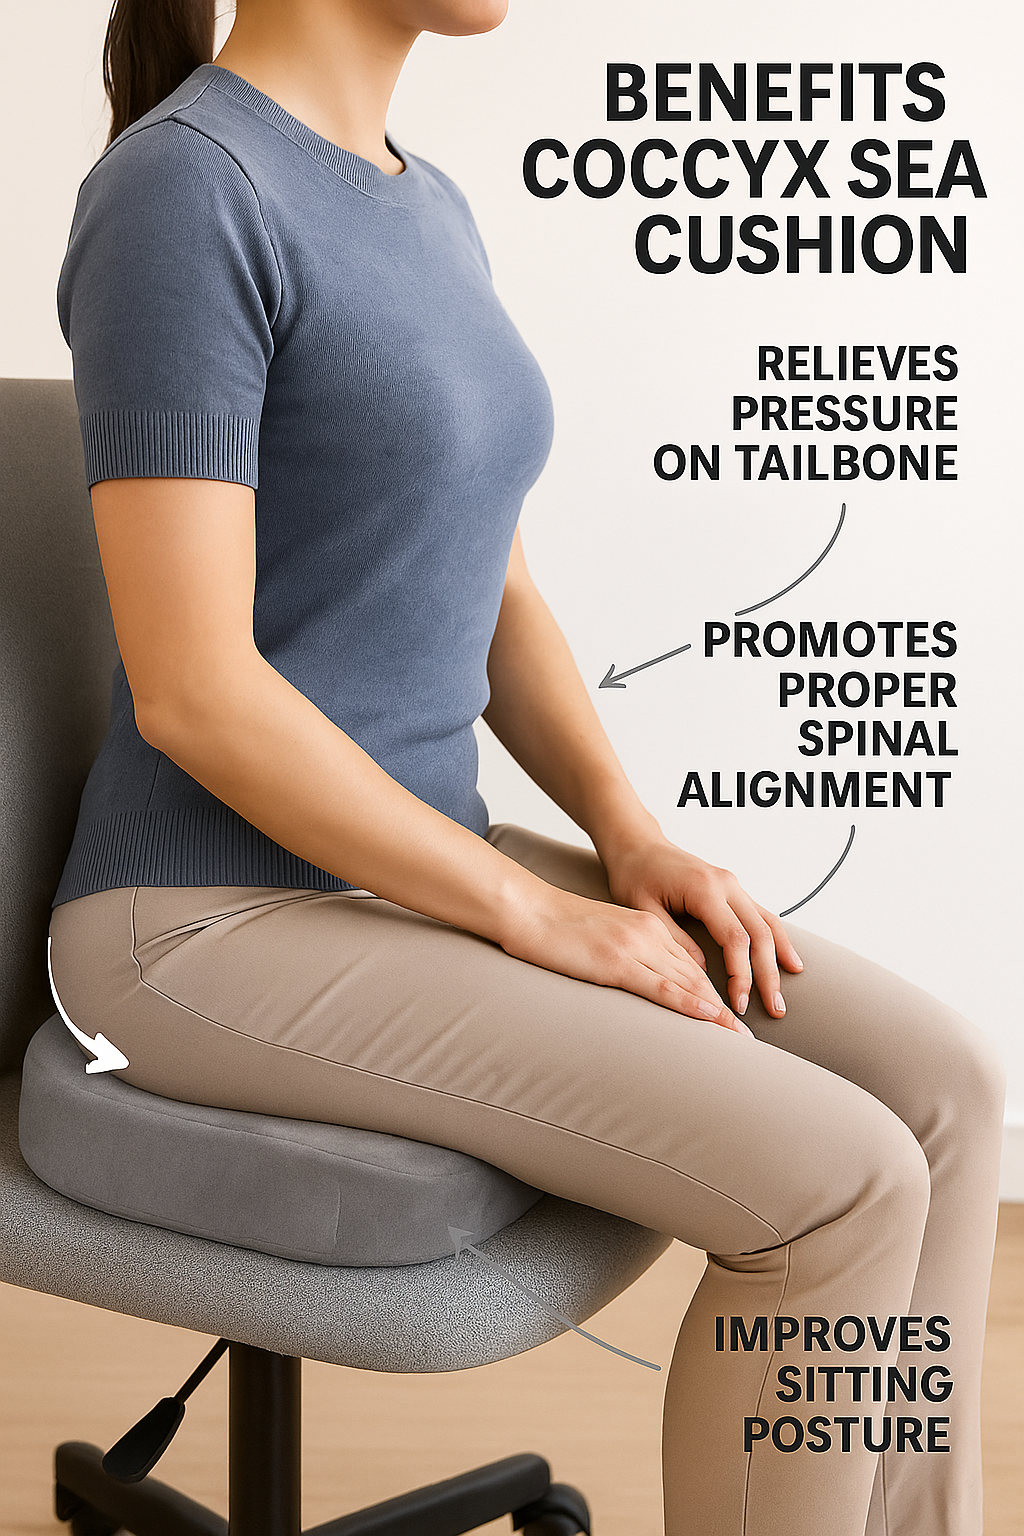 BENEFITS
COCCYX SEA
CUSHION
RELIEVES
PRESSURE
ON TAILBONE
PROMOTES
PROPER
SPINAL
ALIGNMENT
IMPROVES
SITTING
POSTURE